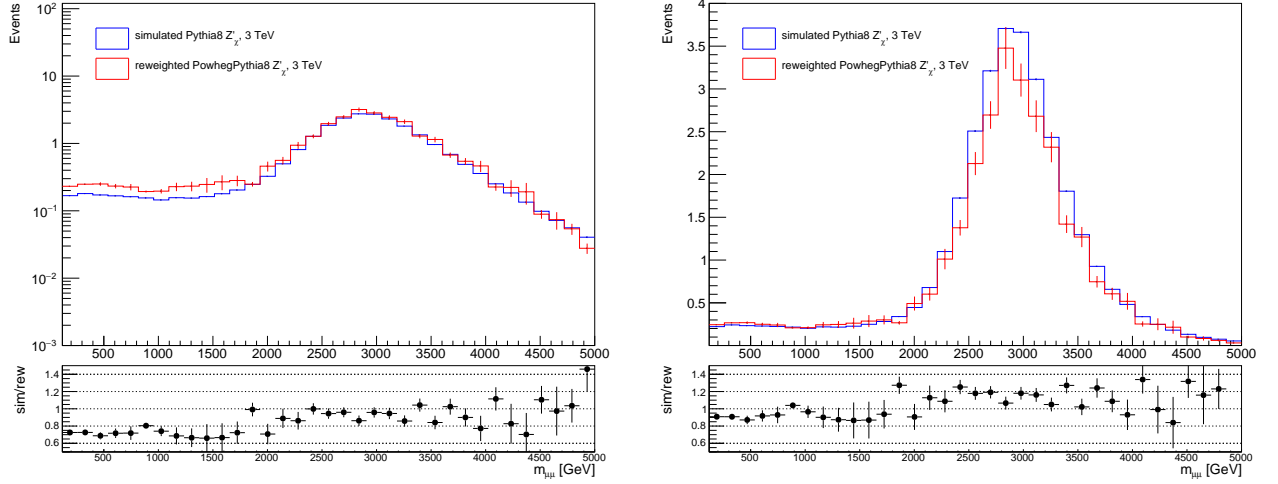 Events
10²
10
1
10⁻¹
10⁻²
10⁻³
simulated Pythia8 Z'χ, 3 TeV
reweighted PowhegPythia8 Z'χ, 3 TeV
500 1000 1500 2000 2500 3000 3500 4000 4500 5000
sim/rew
1.4
1.2
1
0.8
0.6
500 1000 1500 2000 2500 3000 3500 4000 4500 5000
mμμ [GeV]
Events
4
3.5
3
2.5
2
1.5
1
0.5
simulated Pythia8 Z'χ, 3 TeV
reweighted PowhegPythia8 Z'χ, 3 TeV
500 1000 1500 2000 2500 3000 3500 4000 4500 5000
sim/rew
1.4
1.2
1
0.8
0.6
500 1000 1500 2000 2500 3000 3500 4000 4500 5000
mμμ [GeV]